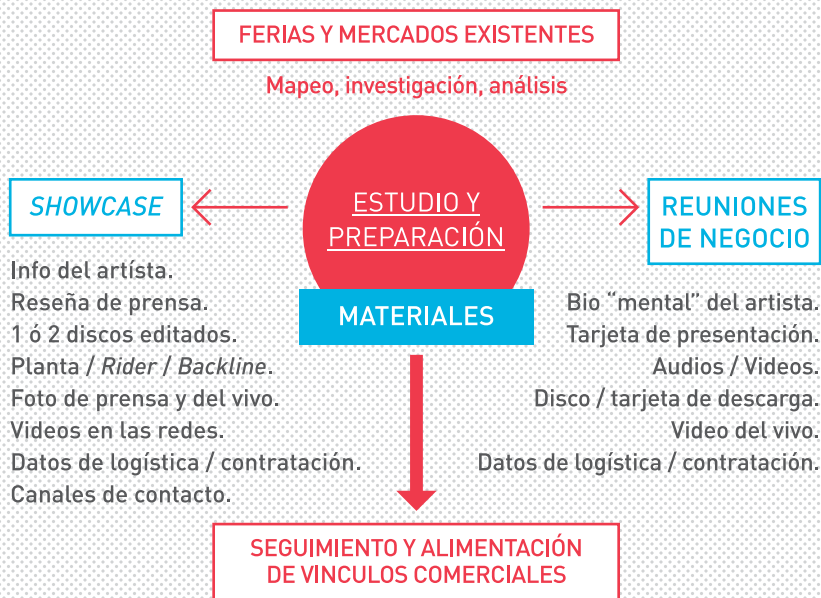 FERIAS Y MERCADOS EXISTENTES
Mapeo, investigación, análisis
ESTUDIO Y
PREPARACIÓN
MATERIALES
SHOWCASE
Info del artísta.
Reseña de prensa.
1 ó 2 discos editados.
Planta / Rider / Backline.
Foto de prensa y del vivo.
Videos en las redes.
Datos de logística / contratación.
Canales de contacto.
REUNIONES
DE NEGOCIO
Bio “mental” del artista.
Tarjeta de presentación.
Audios / Videos.
Disco / tarjeta de descarga.
Video del vivo.
Datos de logística / contratación.
SEGUIMIENTO Y ALIMENTACIÓN
DE VINCULOS COMERCIALES